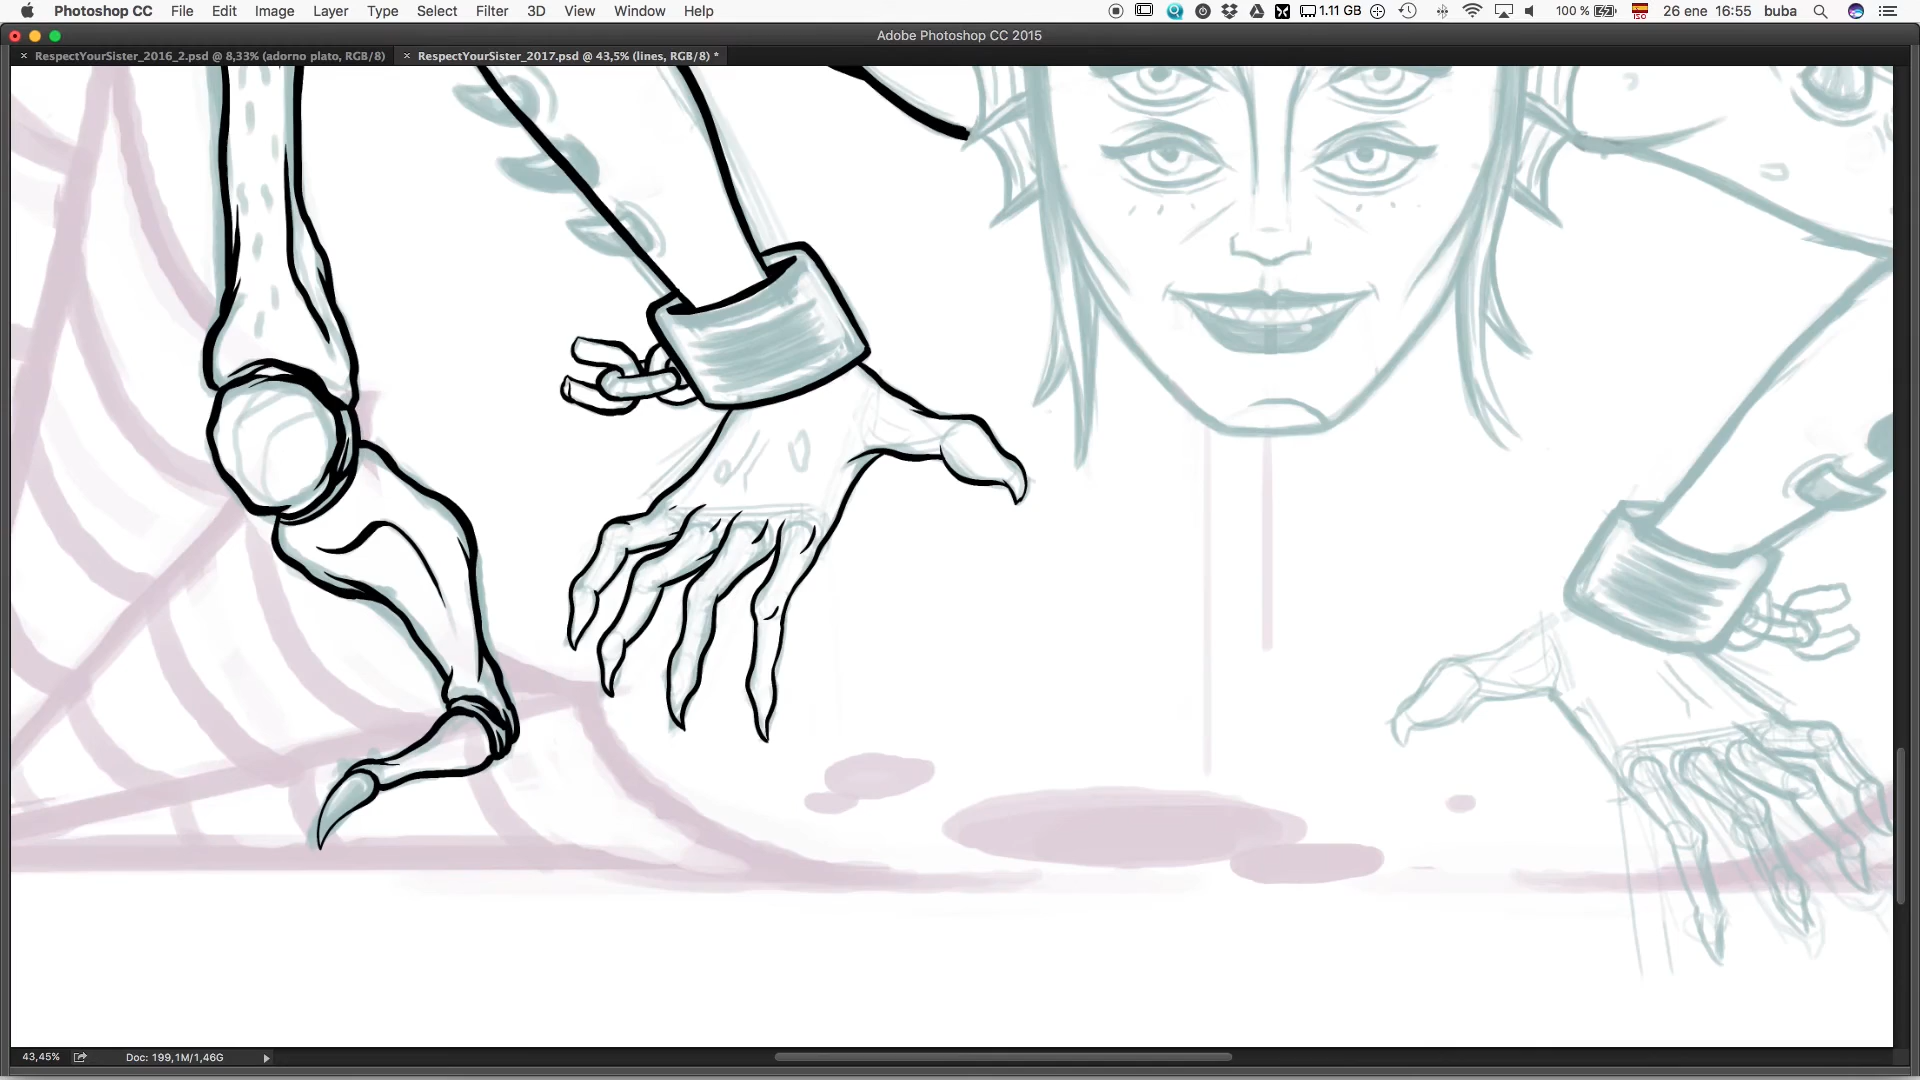 Photoshop CC File Edit Image Layer Type Select Filter 3D View Window Help 1.11 GB 100 % ISO 26 ene 16:55 buba
Adobe Photoshop CC 2015
× RespectYourSister_2016_2.psd @ 8,33% (adorno plato, RGB/8) × RespectYourSister_2017.psd @ 43,5% (lines, RGB/8) *
43,45% Doc: 199,1M/1,46G